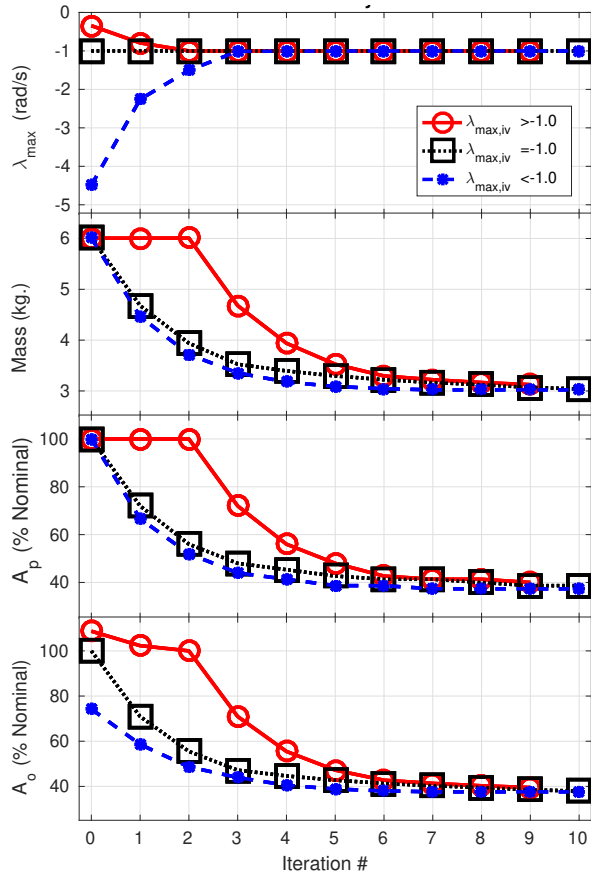 0
-1
-2
-3
-4
-5
λmax (rad/s)
λmax,iv >-1.0
λmax,iv =-1.0
λmax,iv <-1.0
6
5
4
3
Mass (kg.)
100
80
60
40
Ap (% Nominal)
100
80
60
40
Ao (% Nominal)
0 1 2 3 4 5 6 7 8 9 10
Iteration #